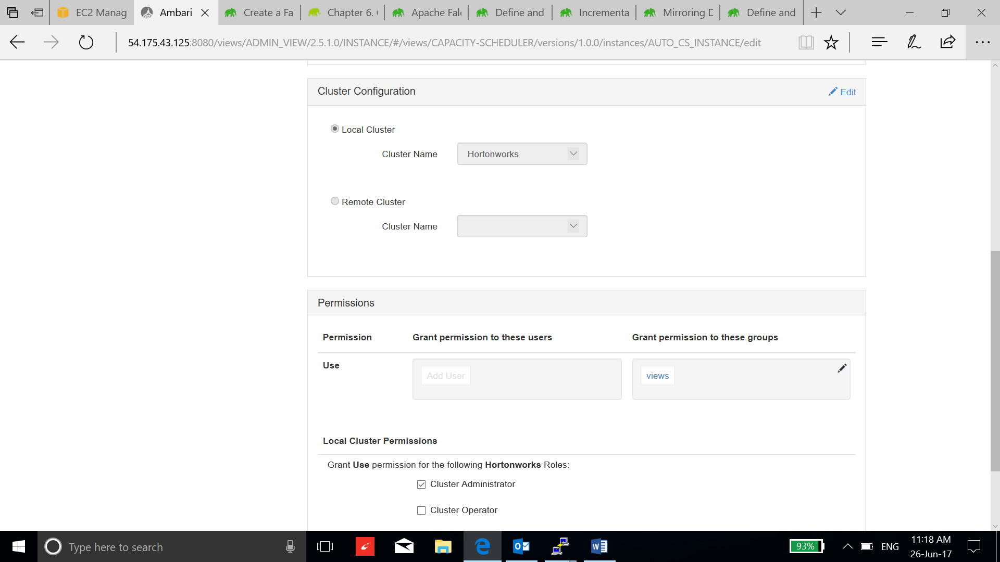 EC2 Manag
Ambari
Create a Fa
Chapter 6.
Apache Fal
Define and
Incrementa
Mirroring D
Define and
54.175.43.125:8080/views/ADMIN_VIEW/2.5.1.0/INSTANCE/#/views/CAPACITY-SCHEDULER/versions/1.0.0/instances/AUTO_CS_INSTANCE/edit
Cluster Configuration
Edit
Local Cluster
Cluster Name
Hortonworks
Remote Cluster
Cluster Name
Permissions
Permission
Grant permission to these users
Grant permission to these groups
Use
Add User
views
Local Cluster Permissions
Grant Use permission for the following Hortonworks Roles:
Cluster Administrator
Cluster Operator
Type here to search
93%
ENG
11:18 AM
26-Jun-17